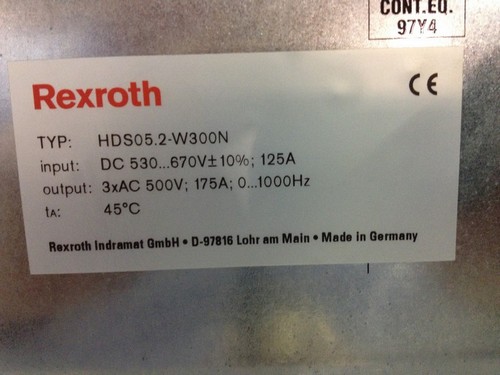 CONT.EQ.
97Y4
Rexroth
CE
TYP: HDS05.2-W300N
input: DC 530...670V±10%; 125A
output: 3xAC 500V; 175A; 0...1000Hz
tA: 45°C
Rexroth Indramat GmbH • D-97816 Lohr am Main • Made in Germany